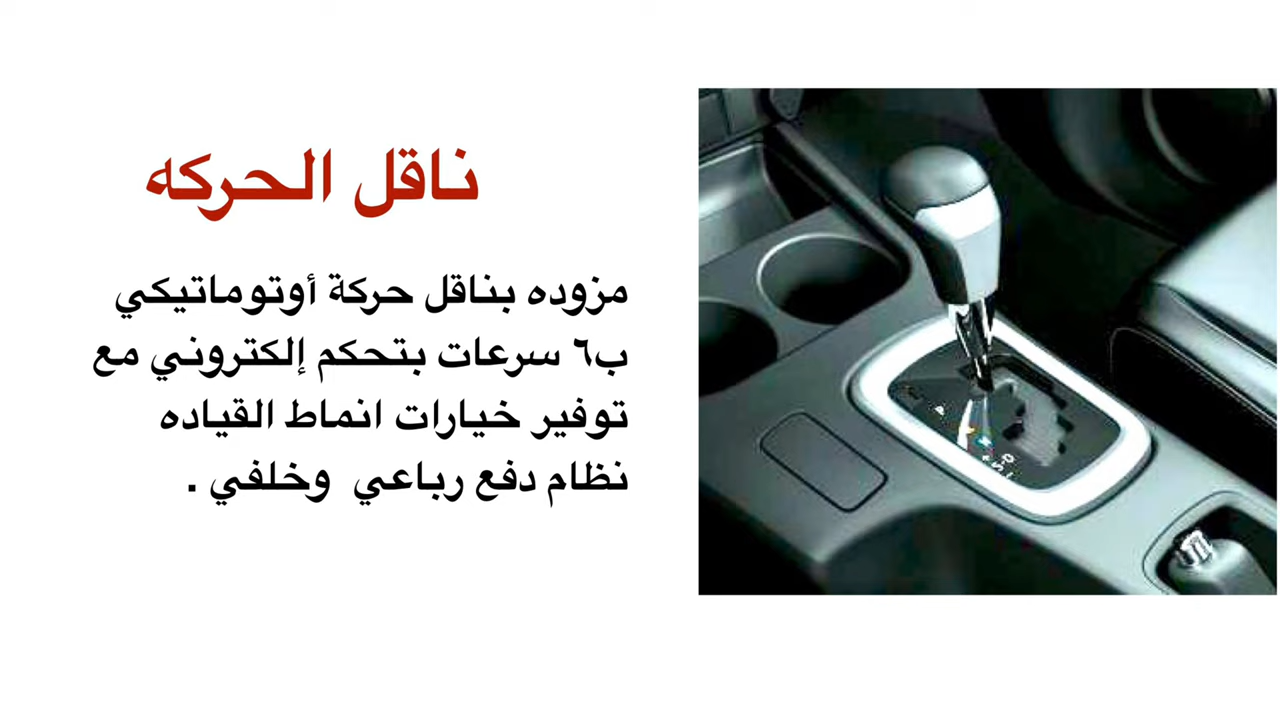 ناقل الحركه
مزوده بناقل حركة أوتوماتيكي
ب٦ سرعات بتحكم إلكتروني مع
توفير خيارات انماط القياده
نظام دفع رباعي  وخلفي .